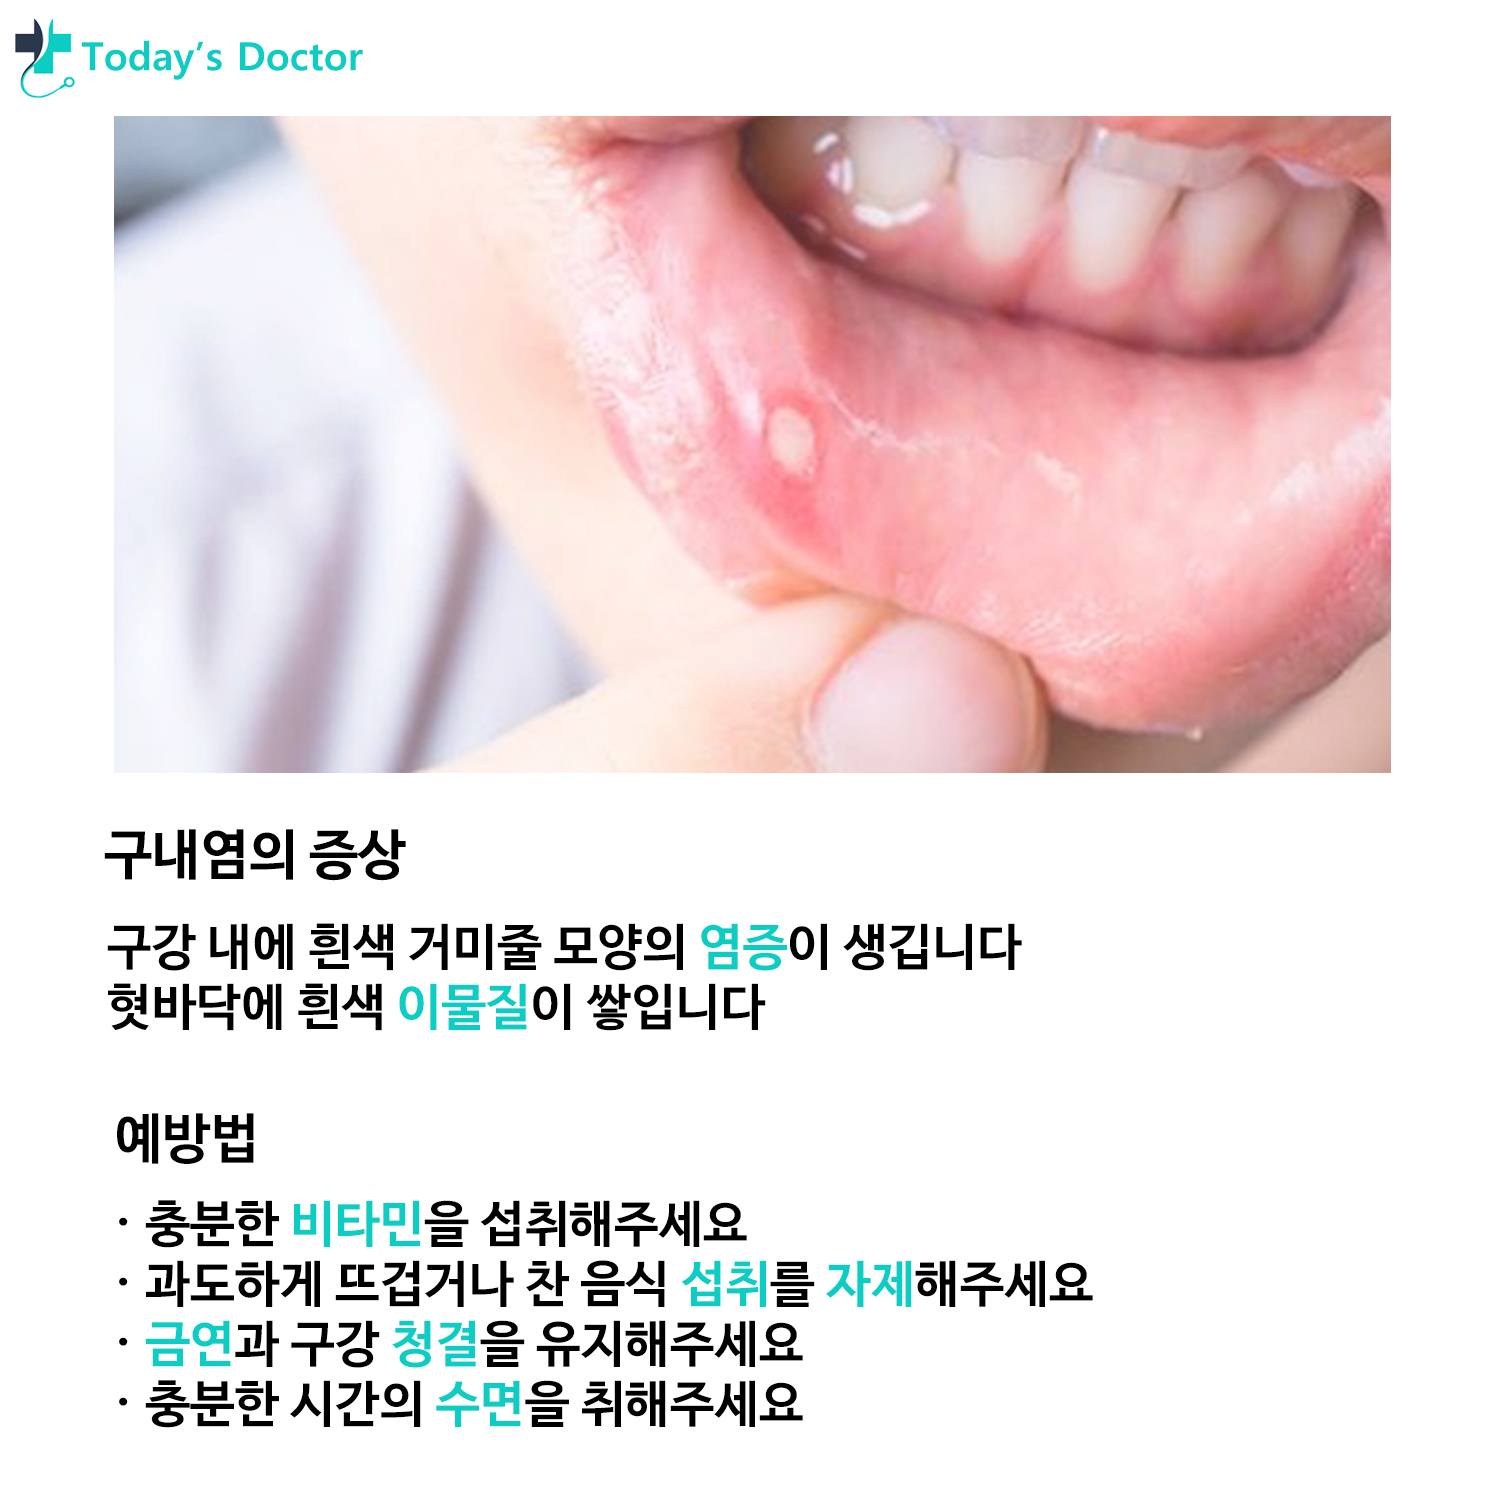 Today's Doctor
구내염의 증상
구강 내에 흰색 거미줄 모양의 염증이 생깁니다
혓바닥에 흰색 이물질이 쌓입니다
예방법
· 충분한 비타민을 섭취해주세요
· 과도하게 뜨겁거나 찬 음식 섭취를 자제해주세요
· 금연과 구강 청결을 유지해주세요
· 충분한 시간의 수면을 취해주세요